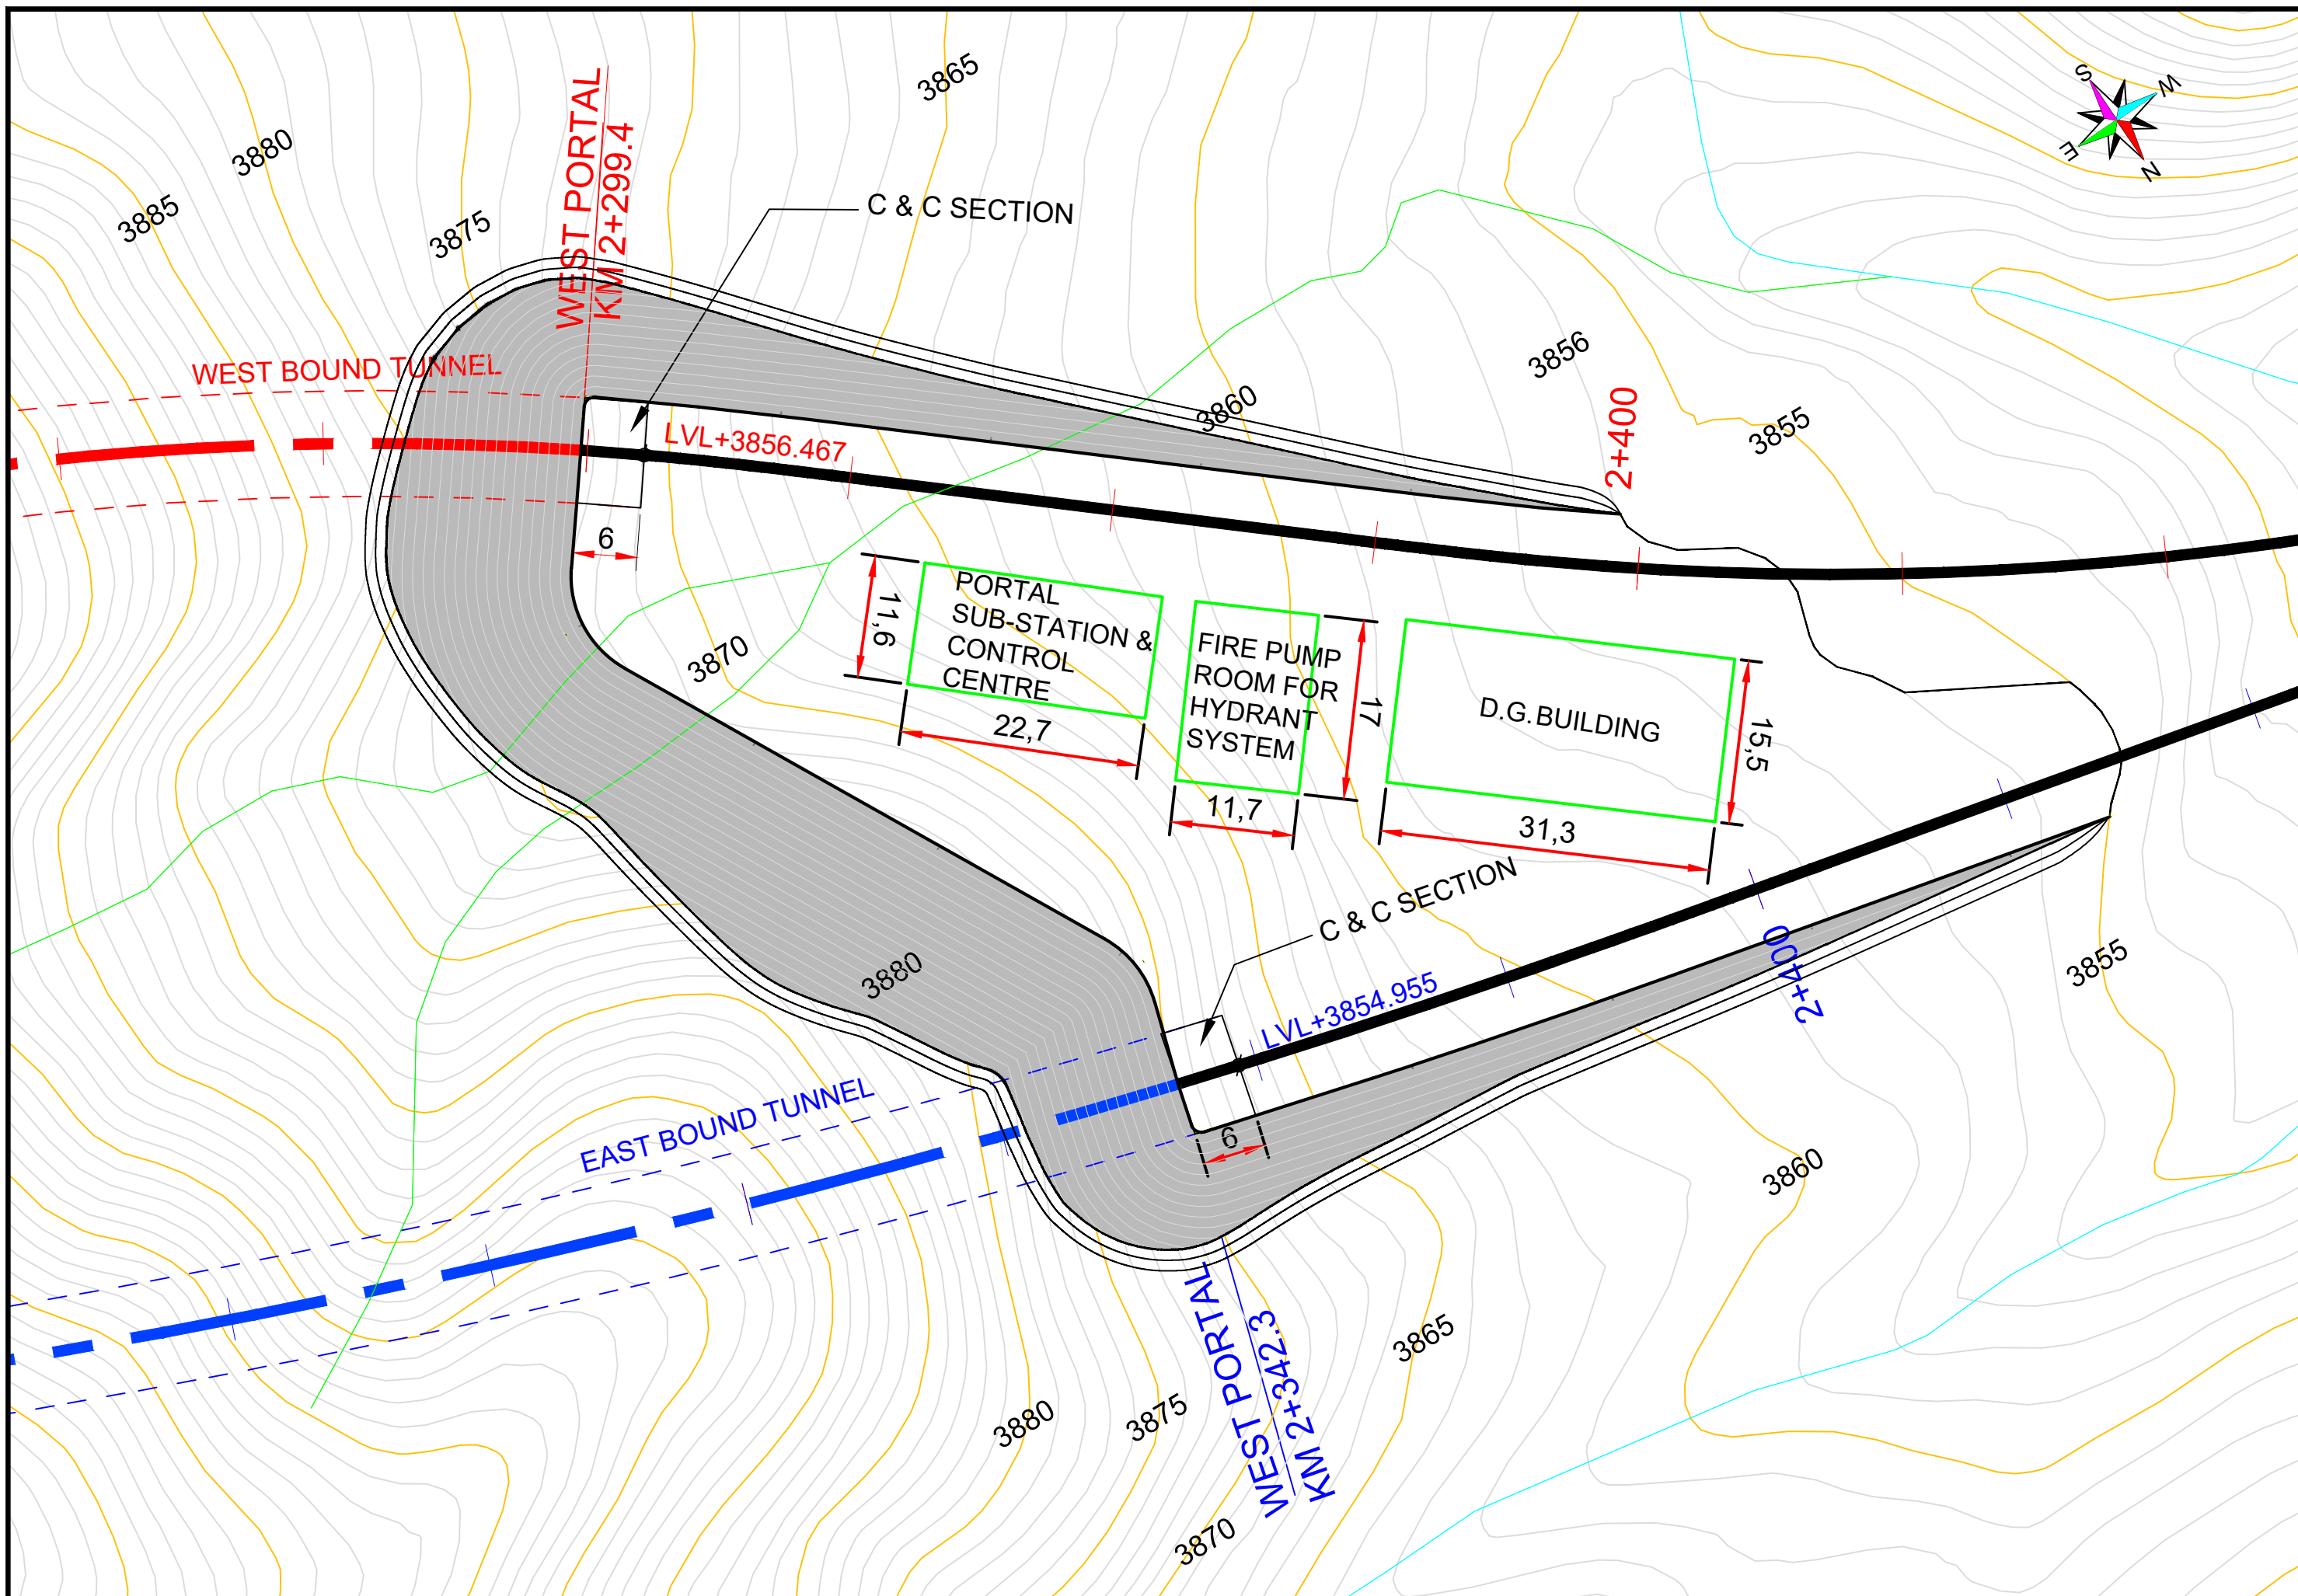 3865
S
W
E
N
3880
3885
3875
WEST PORTAL
KM 2+299.4
C & C SECTION
WEST BOUND TUNNEL
3856
3860
2+400
3855
LVL+3856.467
6
11,6
PORTAL
SUB-STATION &
CONTROL
CENTRE
22,7
3870
FIRE PUMP
ROOM FOR
HYDRANT
SYSTEM
17
11,7
D.G.BUILDING
15,5
31,3
C & C SECTION
3880
LVL+3854.955
2+400
3855
EAST BOUND TUNNEL
6
3860
WEST PORTAL
KM 2+342.3
3865
3880
3875
3870